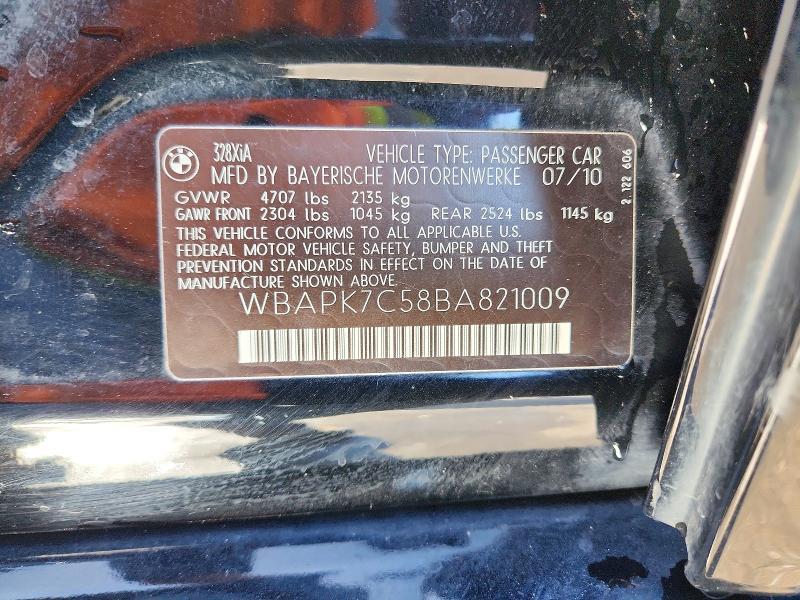 328XiA VEHICLE TYPE: PASSENGER CAR
MFD BY BAYERISCHE MOTORENWERKE 07/10
GVWR 4707 lbs 2135 kg
GAWR FRONT 2304 lbs 1045 kg REAR 2524 lbs 1145 kg
THIS VEHICLE CONFORMS TO ALL APPLICABLE U.S.
FEDERAL MOTOR VEHICLE SAFETY, BUMPER AND THEFT
PREVENTION STANDARDS IN EFFECT ON THE DATE OF
MANUFACTURE SHOWN ABOVE.
WBAPK7C58BA821009
2 122 606